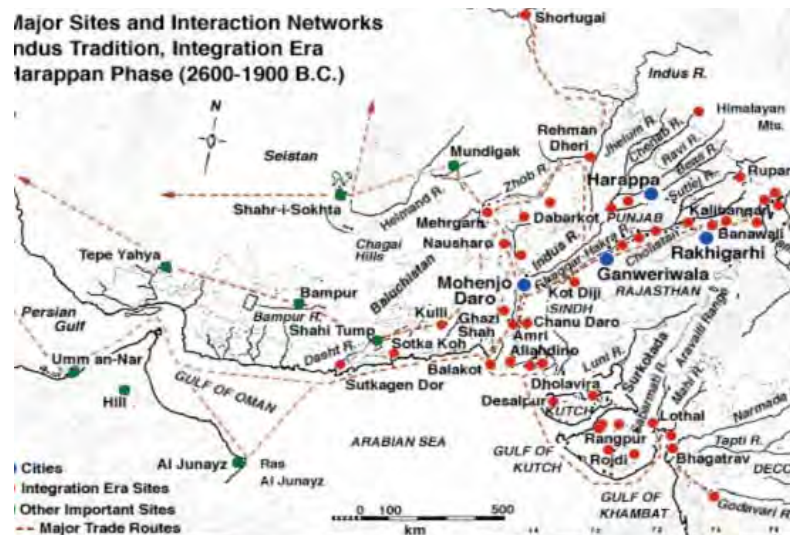 Major Sites and Interaction Networks
Indus Tradition, Integration Era
Harappan Phase (2600-1900 B.C.)
Shortugai
Indus R.
N
Himalayan
Mts.
Rehman
Dheri
Jhelum R.
Chenab R.
Ravi R.
Beas R.
Sutlej R.
Rupar
Seistan
Mundigak
Zhob R.
Harappa
PUNJAB
Shahr-i-Sokhta
Helmand R.
Mehrgarh
Dabarkot
Kalibangan
Banawali
Chagai
Hills
Nausharo
Indus R.
Ghaggar-Hakra R.
Cholistan
Rakhigarhi
Ganweriwala
RAJASTHAN
Tepe Yahya
Baluchistan
Mohenjo
Daro
Kot Diji
SINDH
Bampur
Bampur R.
Persian
Gulf
Kulli
Ghazi
Shah
Chanu Daro
Amri
Shahi Tump
Dasht R.
Sotka Koh
Allahdino
Luni R.
Surkotada
Aravalli Range
Umm an-Nar
Sutkagen Dor
Balakot
Dholavira
Sabarmati R.
Mahi R.
Hili
GULF OF OMAN
Desalpur
KUTCH
Lothal
Narmada
ARABIAN SEA
Rangpur
Tapti R.
GULF OF
KUTCH
Rojdi
Bhagatrav
DECC
Al Junayz
Ras
Al Junayz
GULF OF
KHAMBAT
Godavari R
Cities
Integration Era Sites
Other Important Sites
Major Trade Routes
0 100 500
km